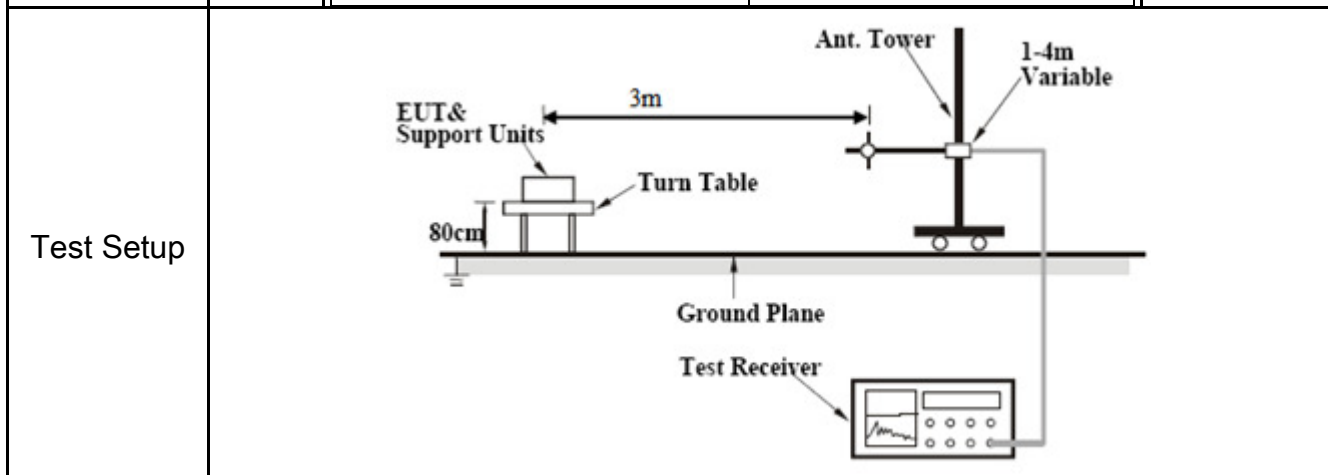 Test Setup
Ant. Tower
1-4m
Variable
3m
EUT&
Support Units
Turn Table
80cm
Ground Plane
Test Receiver